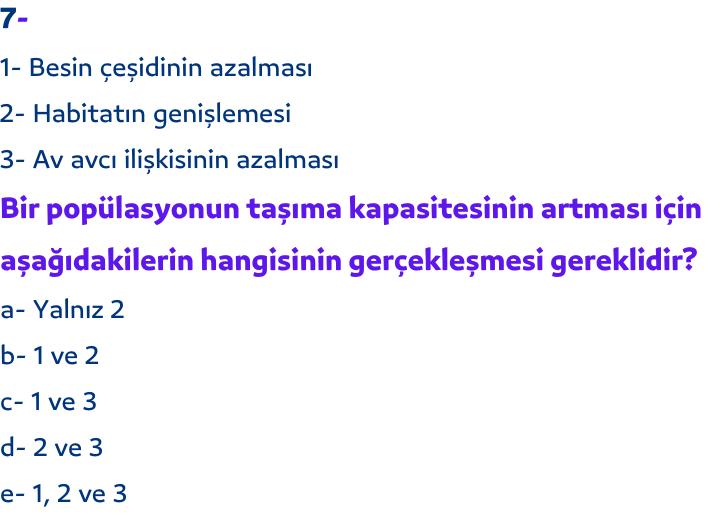 7-
1- Besin çeşidinin azalması
2- Habitatın genişlemesi
3- Av avcı ilişkisinin azalması
Bir popülasyonun taşıma kapasitesinin artması için
aşağıdakilerin hangisinin gerçekleşmesi gereklidir?
a- Yalnız 2
b- 1 ve 2
c- 1 ve 3
d- 2 ve 3
e- 1, 2 ve 3